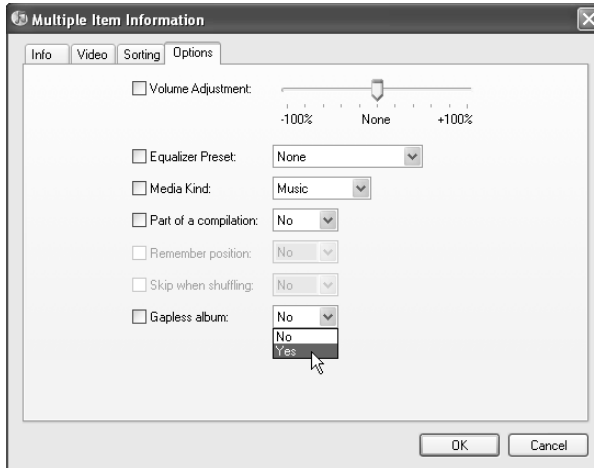 Multiple Item Information
Info Video Sorting Options
Volume Adjustment:
-100% None +100%
Equalizer Preset: None
Media Kind: Music
Part of a compilation: No
Remember position: No
Skip when shuffling: No
Gapless album: No
No
Yes
OK Cancel